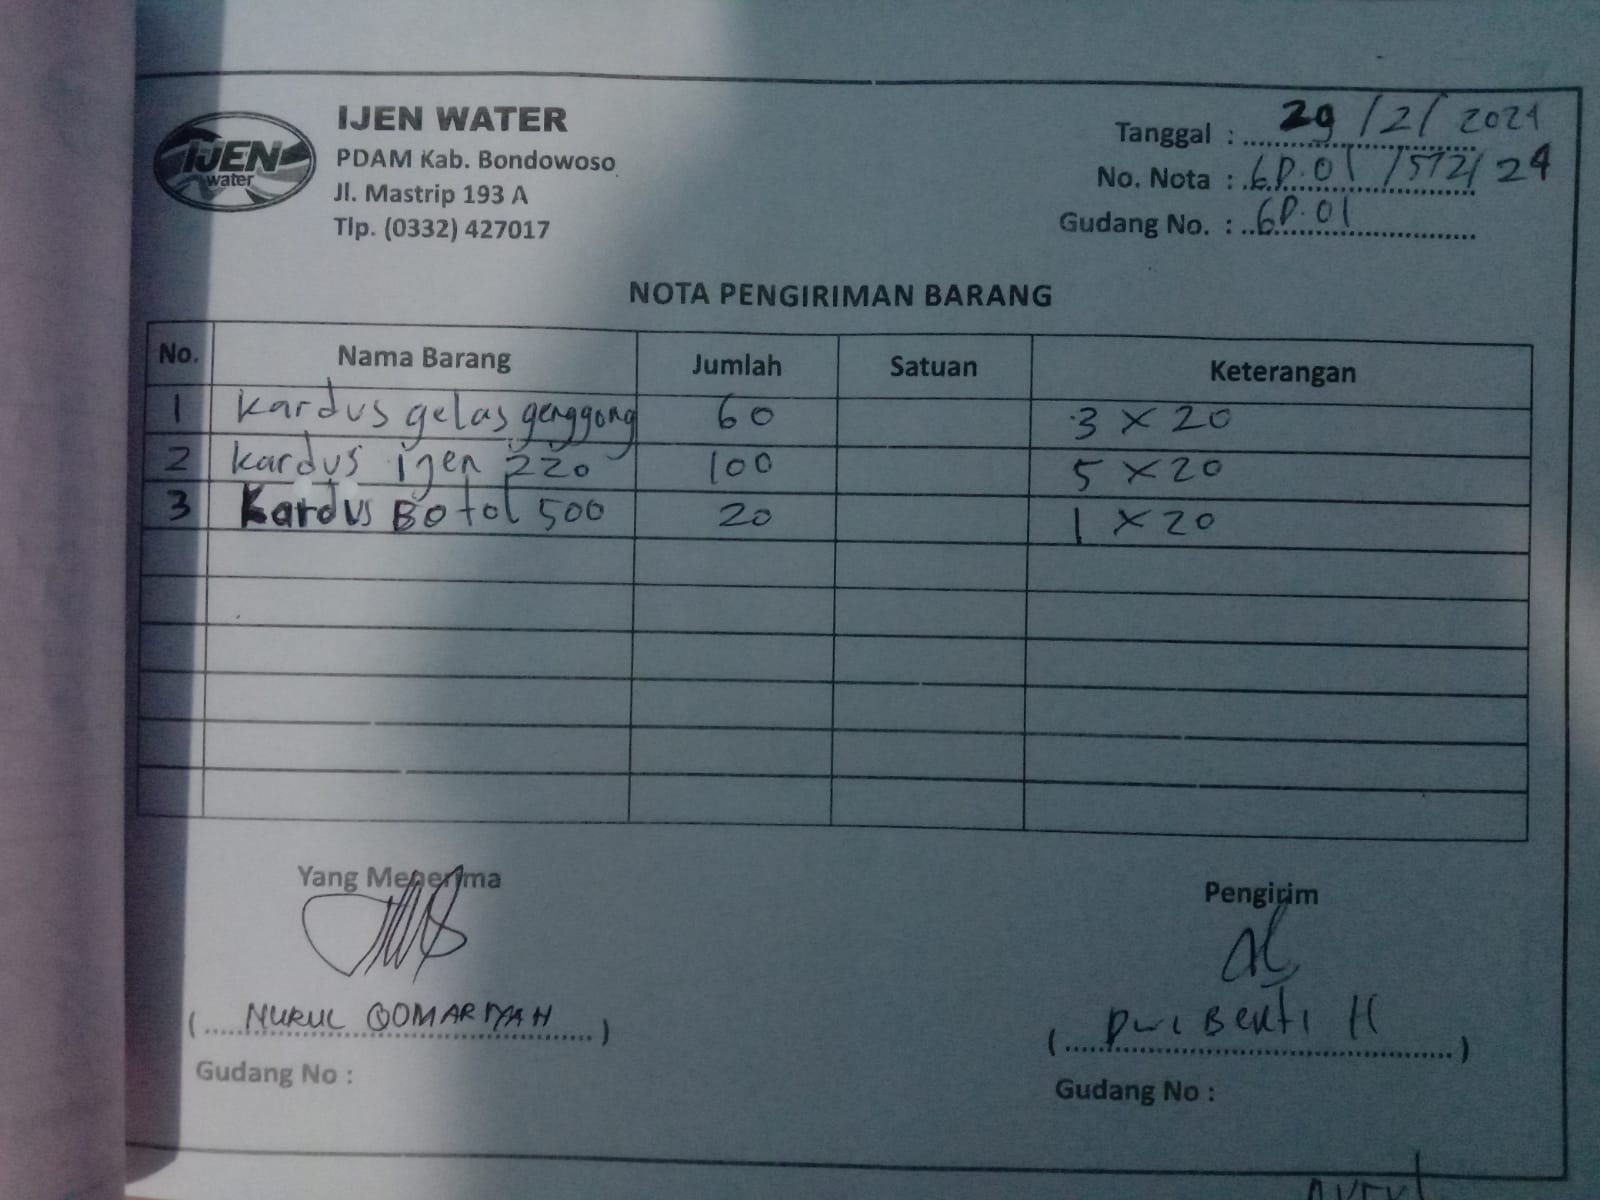 IJEN
water
IJEN WATER
PDAM Kab. Bondowoso
Jl. Mastrip 193 A
Tlp. (0332) 427017
Tanggal : 29/2/2024
No. Nota : GD.01/572/24
Gudang No. : GD.01
NOTA PENGIRIMAN BARANG
No. Nama Barang Jumlah Satuan Keterangan
1 Kardus gelas genggong 60 3 x 20
2 Kardus ijen 220 100 5 x 20
3 Kardus Botol 500 20 1 x 20
Yang Menerima
Pengirim
( NURUL QOMARIYAH )
( Dwi Bekti H )
Gudang No :
Gudang No :